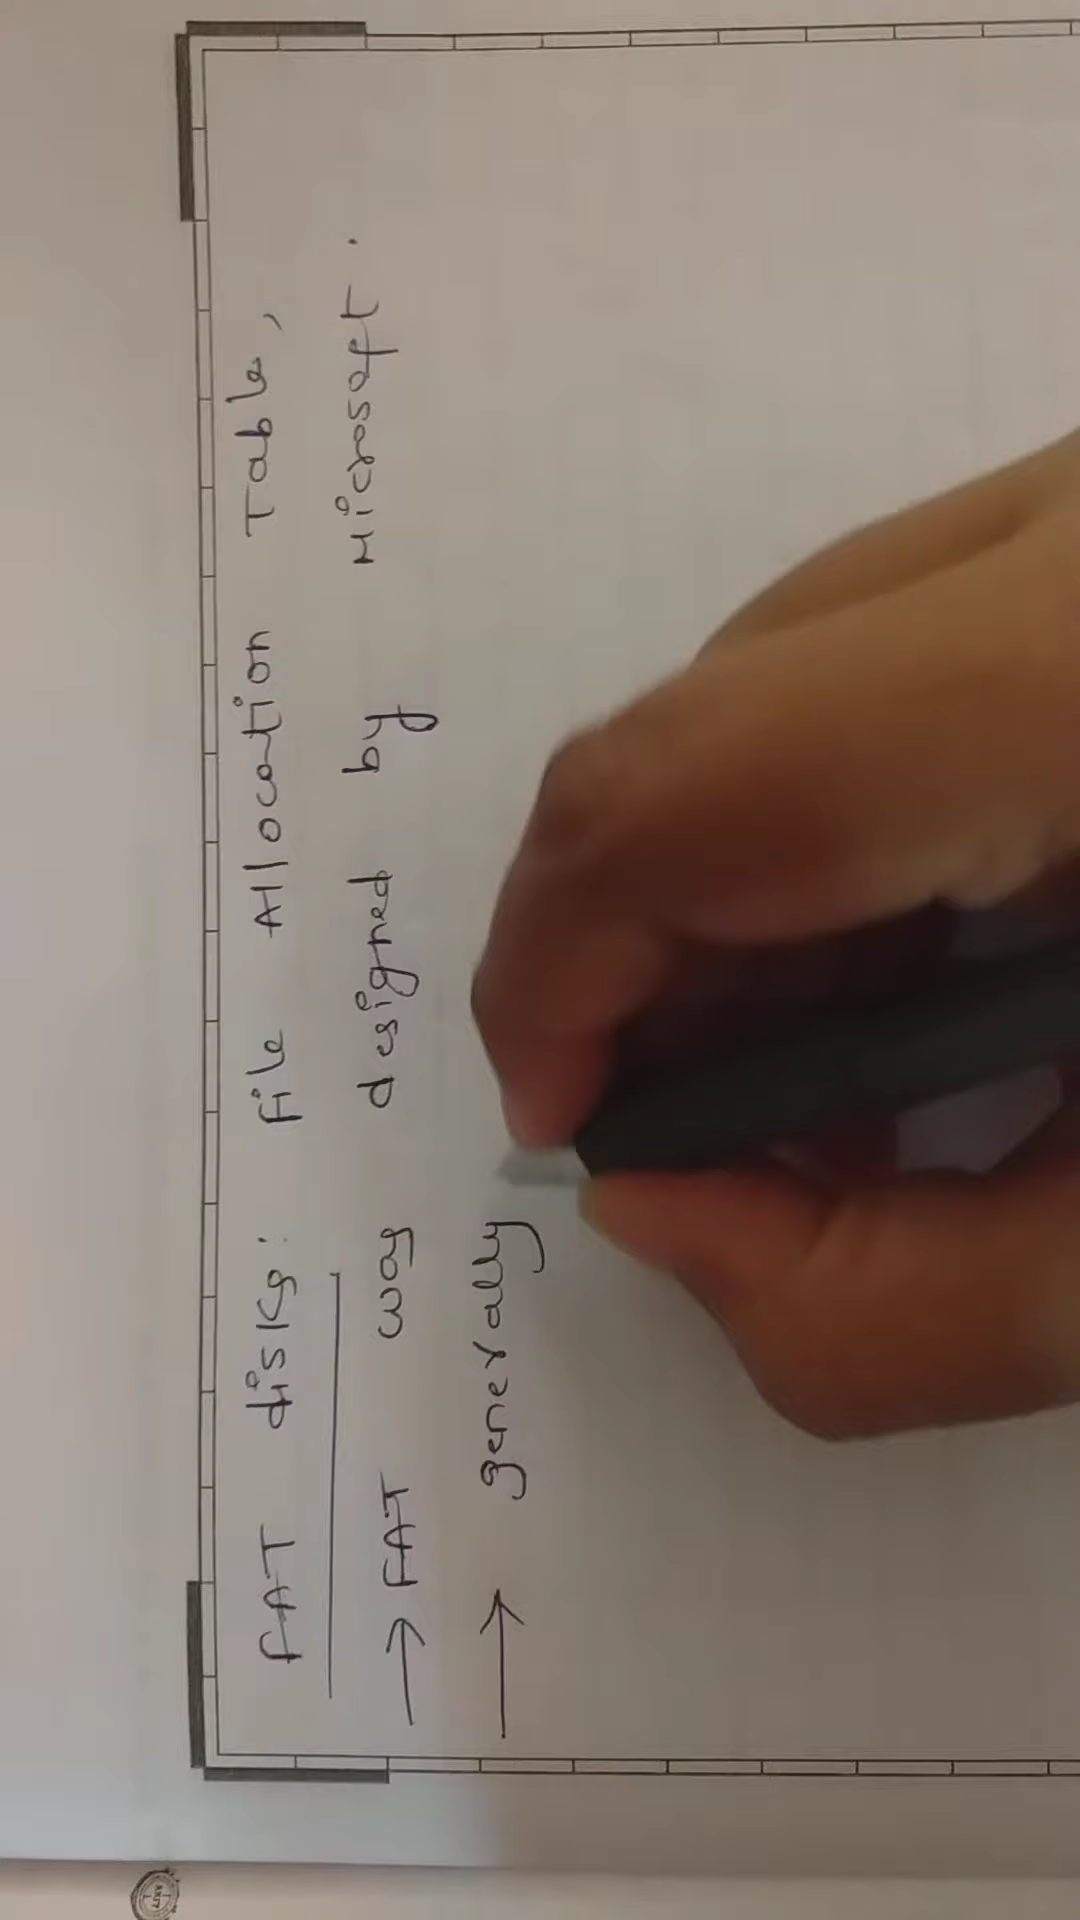 FAT disks: File Allocation Table,
→ FAT was designed by Microsoft.
→ generally